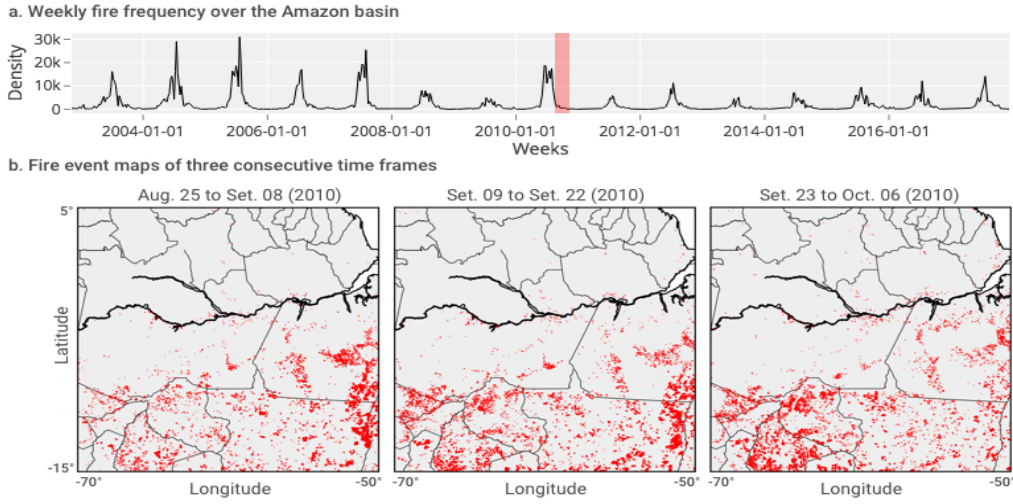 a. Weekly fire frequency over the Amazon basin
Density
30k
20k
10k
0
2004-01-01 2006-01-01 2008-01-01 2010-01-01 2012-01-01 2014-01-01 2016-01-01
Weeks
b. Fire event maps of three consecutive time frames
Aug. 25 to Set. 08 (2010) Set. 09 to Set. 22 (2010) Set. 23 to Oct. 06 (2010)
5°
Latitude
-15°
-70° -50° -70° -50° -70° -50°
Longitude Longitude Longitude